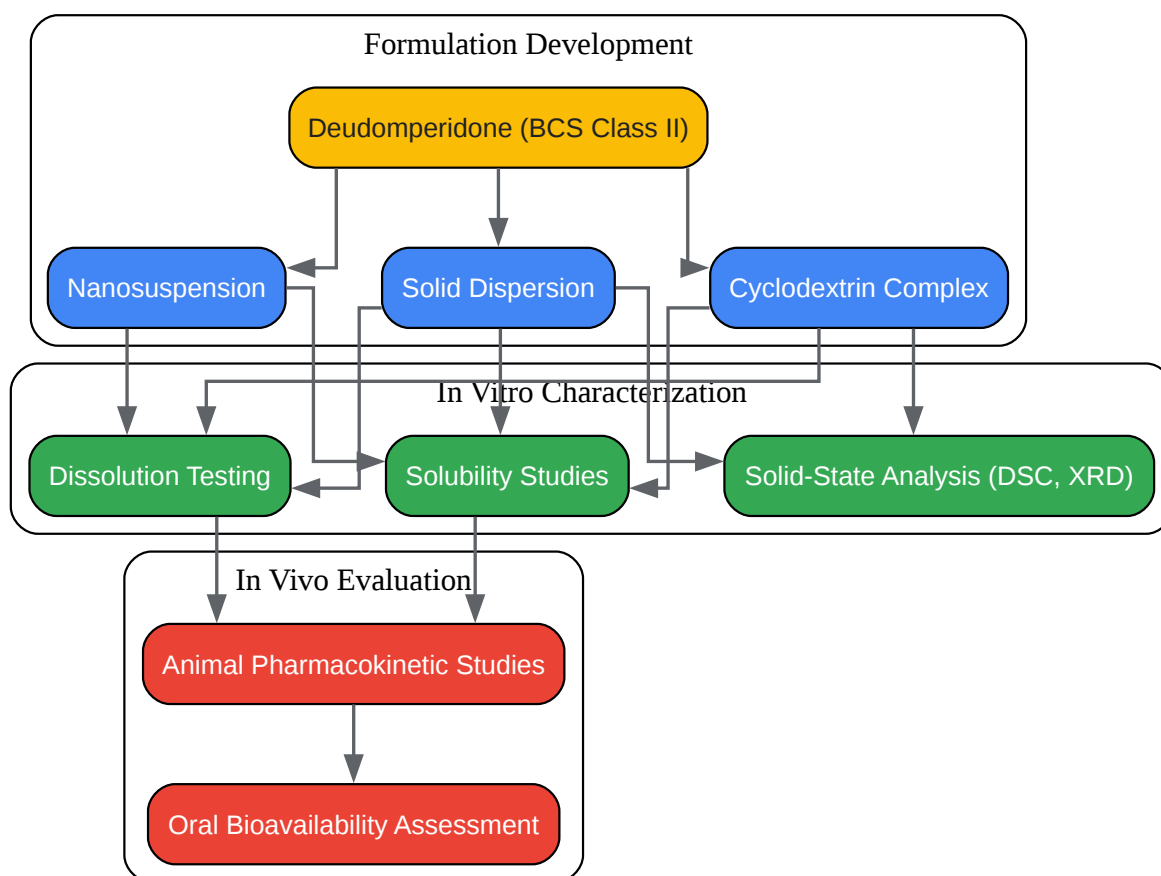 Formulation Development
Deudomperidone (BCS Class II)
Nanosuspension
Solid Dispersion
Cyclodextrin Complex
In Vitro Characterization
Dissolution Testing
Solubility Studies
Solid-State Analysis (DSC, XRD)
In Vivo Evaluation
Animal Pharmacokinetic Studies
Oral Bioavailability Assessment